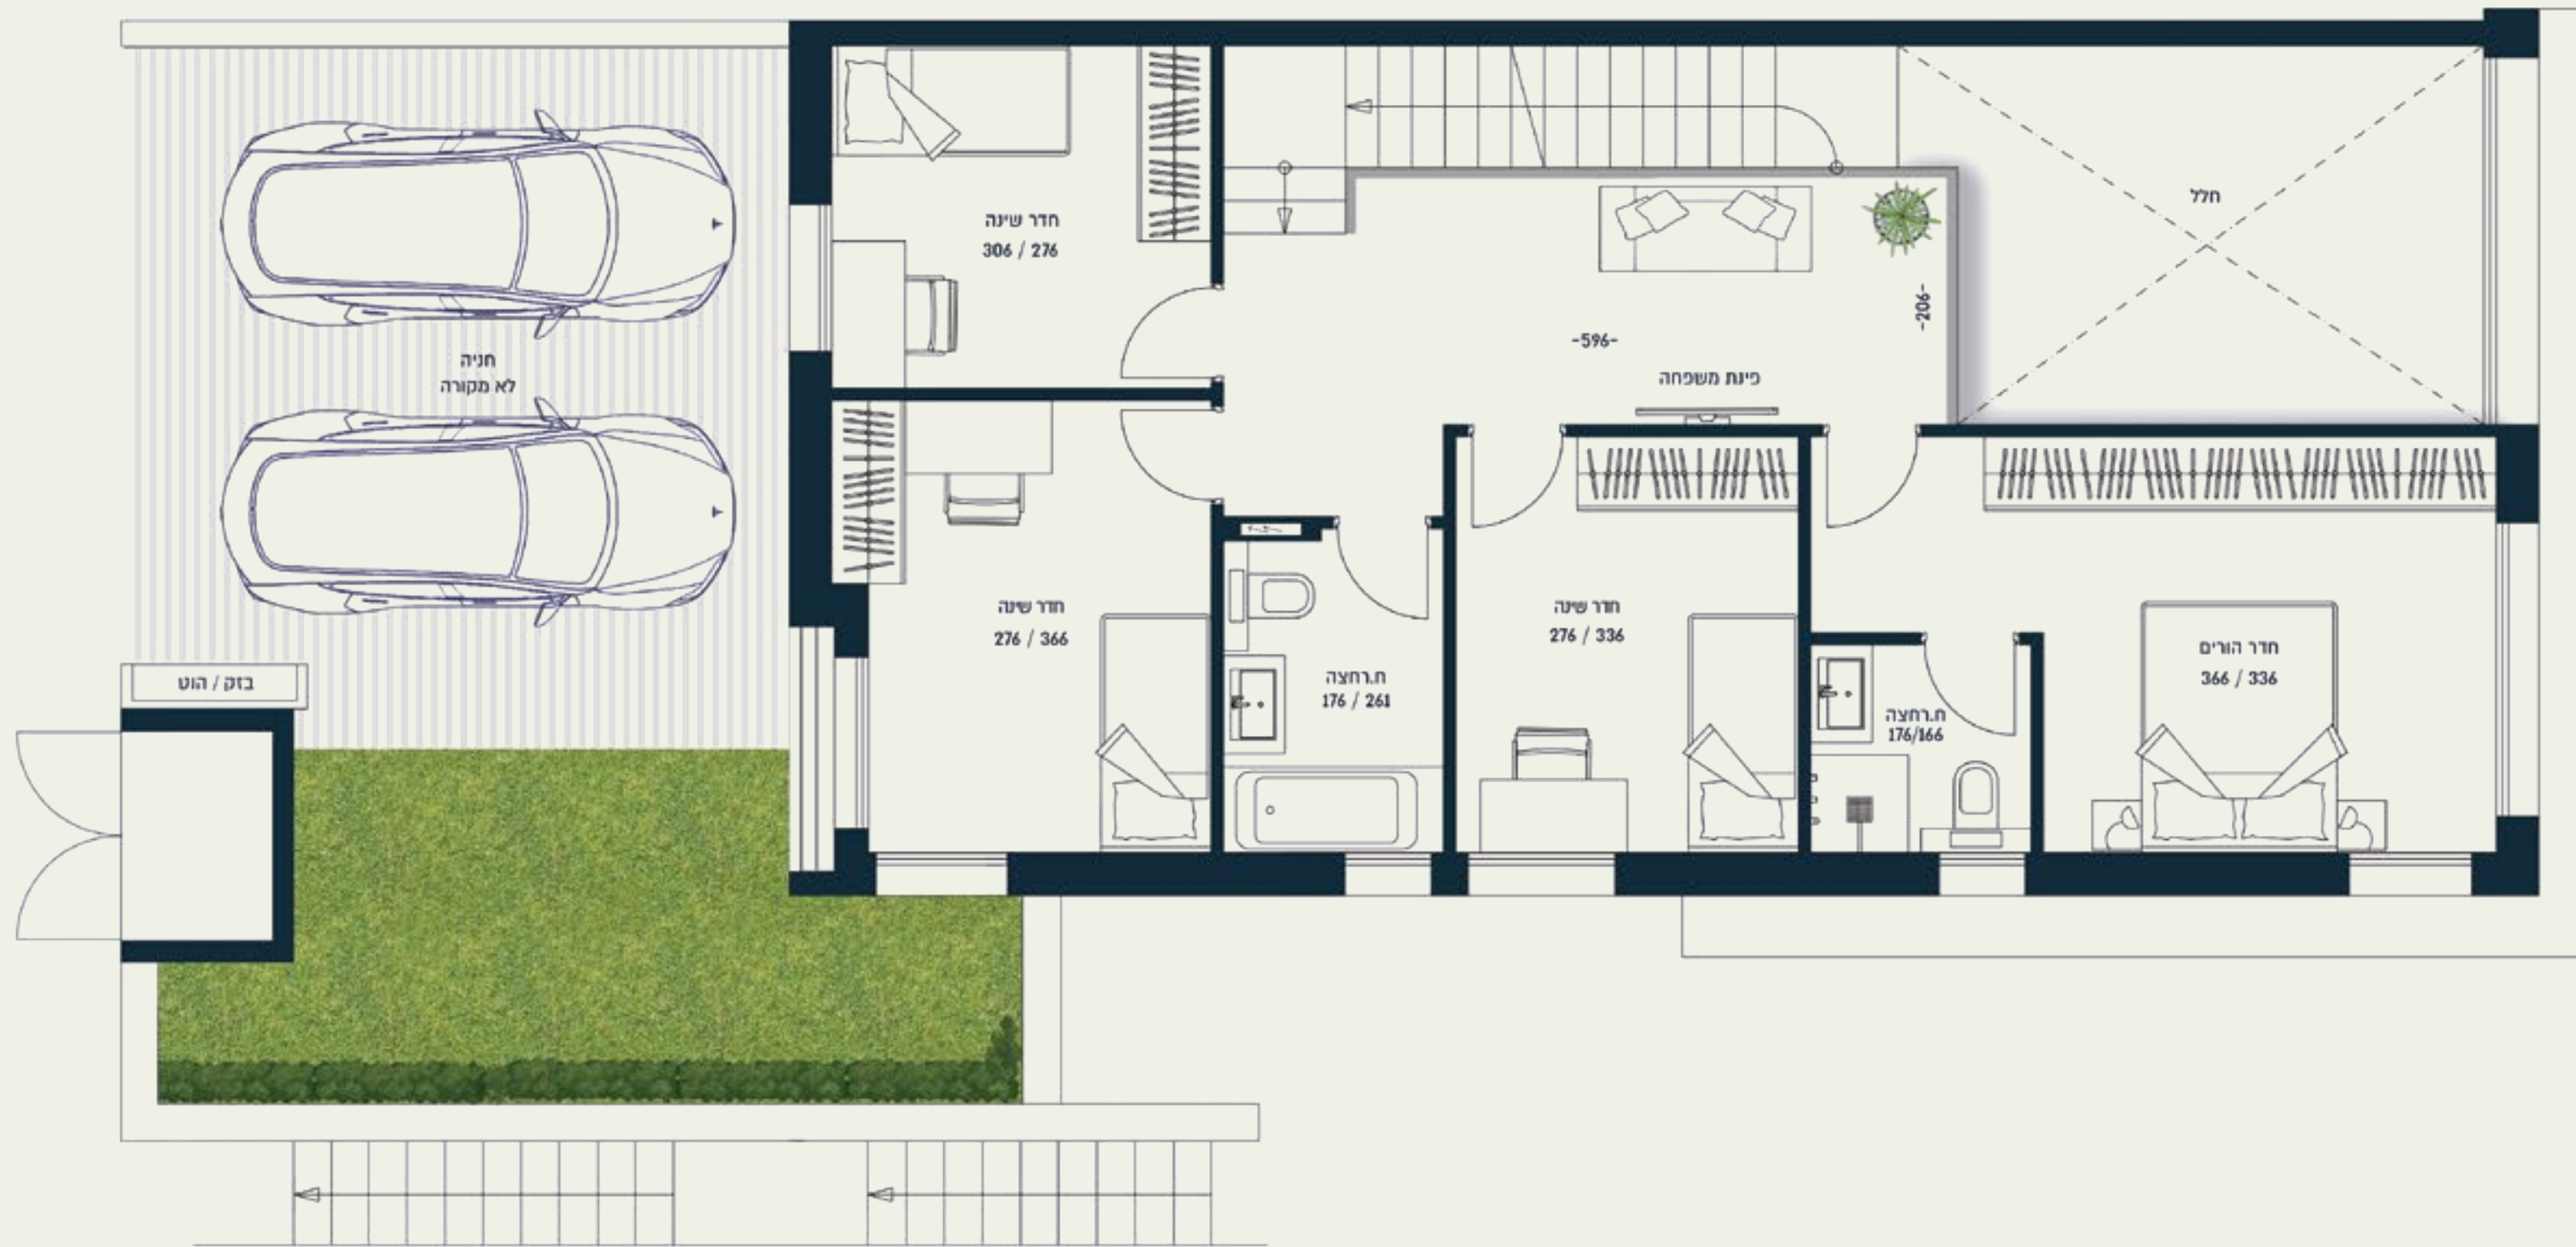 חדר שינה
306 / 276
חלל
-206-
-596-
פינת משפחה
חניה
לא מקורה
חדר שינה
276 / 366
חדר שינה
276 / 336
חדר הורים
366 / 336
ח.רחצה
176 / 261
ח.רחצה
176/166
בזק / הוט